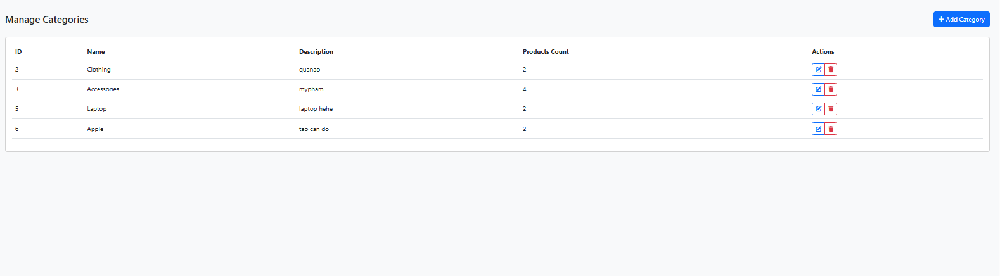 Manage Categories
+ Add Category
ID Name Description Products Count Actions
2 Clothing quanao 2
3 Accessories mypham 4
5 Laptop laptop hehe 2
6 Apple tao can do 2